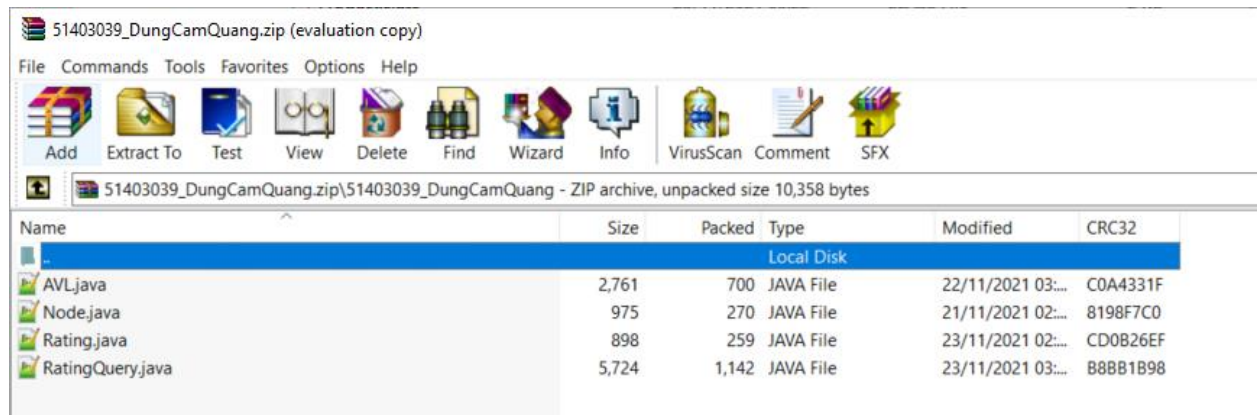 51403039_DungCamQuang.zip (evaluation copy)
File Commands Tools Favorites Options Help
Add Extract To Test View Delete Find Wizard Info VirusScan Comment SFX
51403039_DungCamQuang.zip\51403039_DungCamQuang - ZIP archive, unpacked size 10,358 bytes
Name Size Packed Type Modified CRC32
.. Local Disk
AVL.java 2,761 700 JAVA File 22/11/2021 03:... C0A4331F
Node.java 975 270 JAVA File 21/11/2021 02:... 8198F7C0
Rating.java 898 259 JAVA File 23/11/2021 02:... CD0B26EF
RatingQuery.java 5,724 1,142 JAVA File 23/11/2021 03:... B8BB1B98